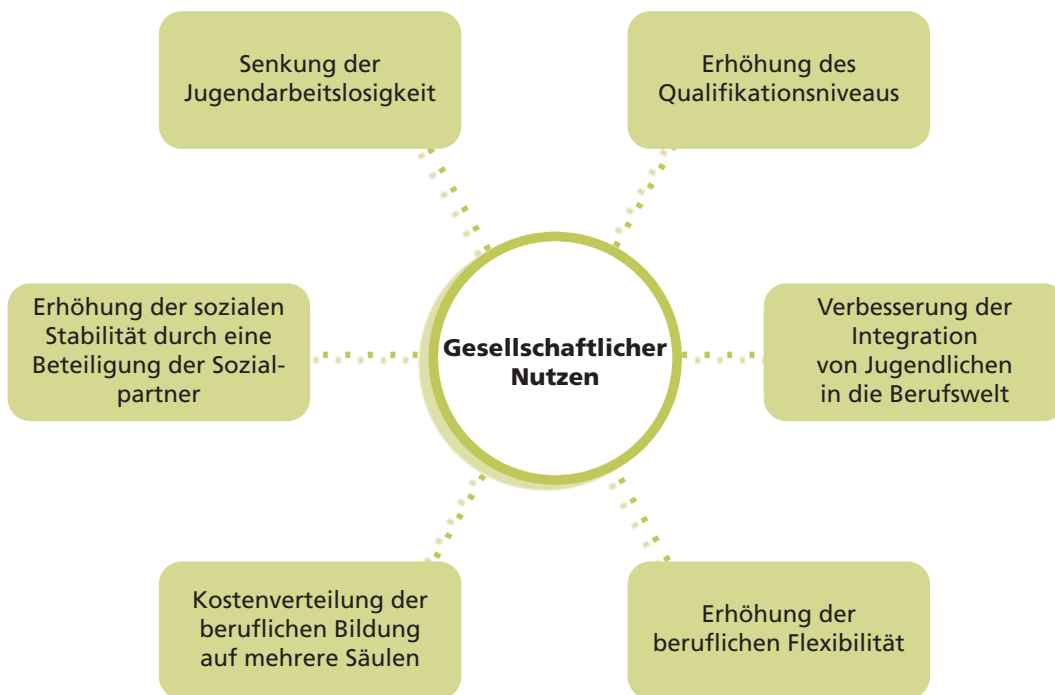 Senkung der
Jugendarbeitslosigkeit
Erhöhung des
Qualifikationsniveaus
Erhöhung der sozialen
Stabilität durch eine
Beteiligung der Sozial-
partner
Gesellschaftlicher
Nutzen
Verbesserung der
Integration
von Jugendlichen
in die Berufswelt
Kostenverteilung der
beruflichen Bildung
auf mehrere Säulen
Erhöhung der
beruflichen Flexibilität